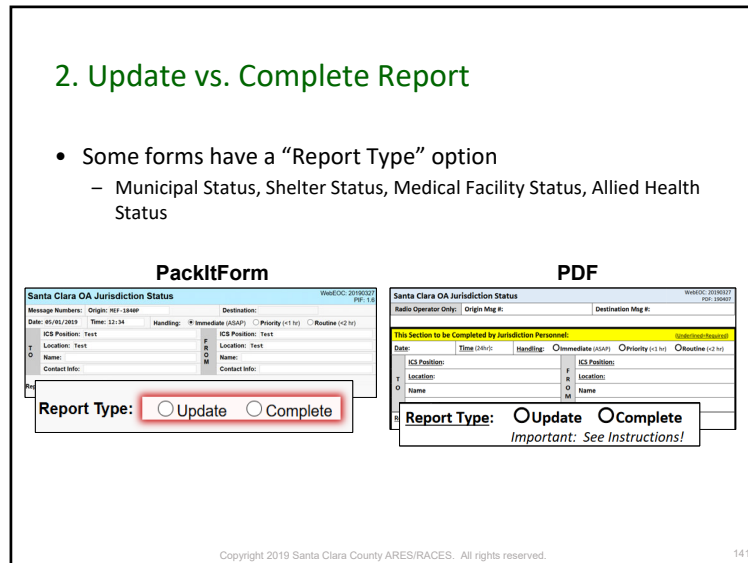 2. Update vs. Complete Report
• Some forms have a “Report Type” option
– Municipal Status, Shelter Status, Medical Facility Status, Allied Health
Status
PackItForm
Santa Clara OA Jurisdiction Status
WebEOC: 20190327
PIF: 1.6
Message Numbers: Origin: MEF-1840P Destination:
Date: 05/01/2019 Time: 12:34 Handling: Immediate (ASAP) Priority (<1 hr) Routine (<2 hr)
TO
ICS Position: Test
Location: Test
Name:
Contact Info:
FROM
ICS Position: Test
Location: Test
Name:
Contact Info:
Report Type: Update Complete
PDF
Santa Clara OA Jurisdiction Status
WebEOC: 20190327
PDF: 190407
Radio Operator Only: Origin Msg #: Destination Msg #:
This Section to be Completed by Jurisdiction Personnel: (Underlined=Required)
Date: Time (24hr): Handling: Immediate (ASAP) Priority (<1 hr) Routine (<2 hr)
TO
ICS Position:
Location:
Name
FROM
ICS Position:
Location:
Name
Report Type: Update Complete
Important: See Instructions!
Copyright 2019 Santa Clara County ARES/RACES. All rights reserved.
141